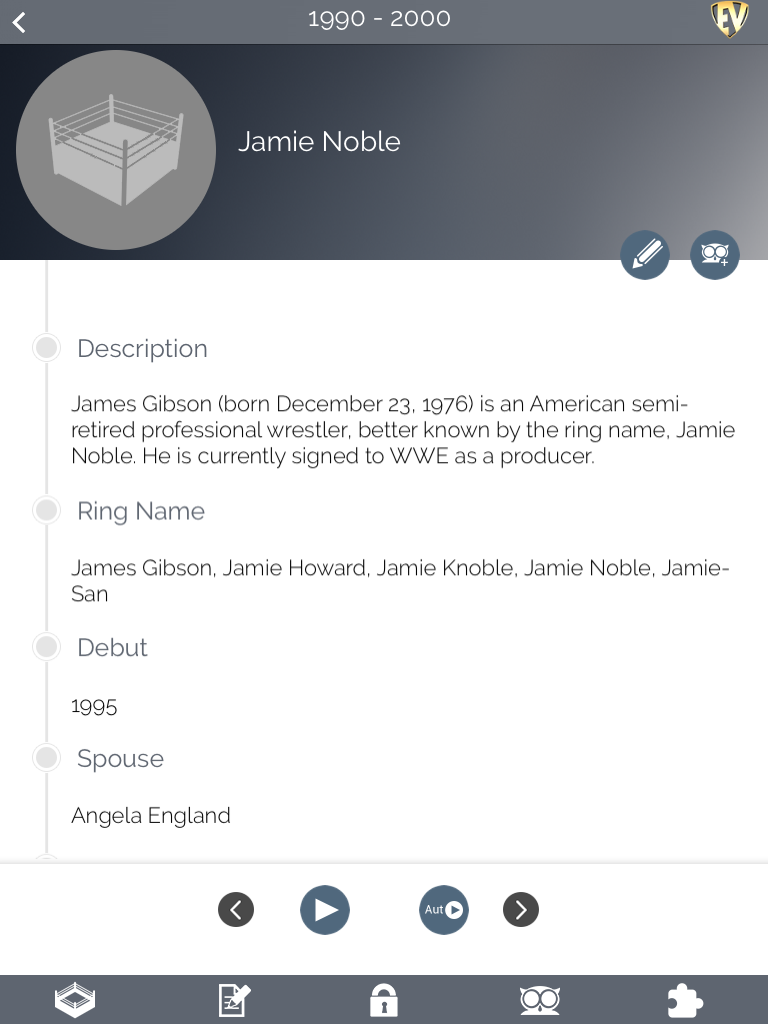 1990 - 2000
EV
Jamie Noble
Description
James Gibson (born December 23, 1976) is an American semi-
retired professional wrestler, better known by the ring name, Jamie
Noble. He is currently signed to WWE as a producer.
Ring Name
James Gibson, Jamie Howard, Jamie Knoble, Jamie Noble, Jamie-
San
Debut
1995
Spouse
Angela England
Aut